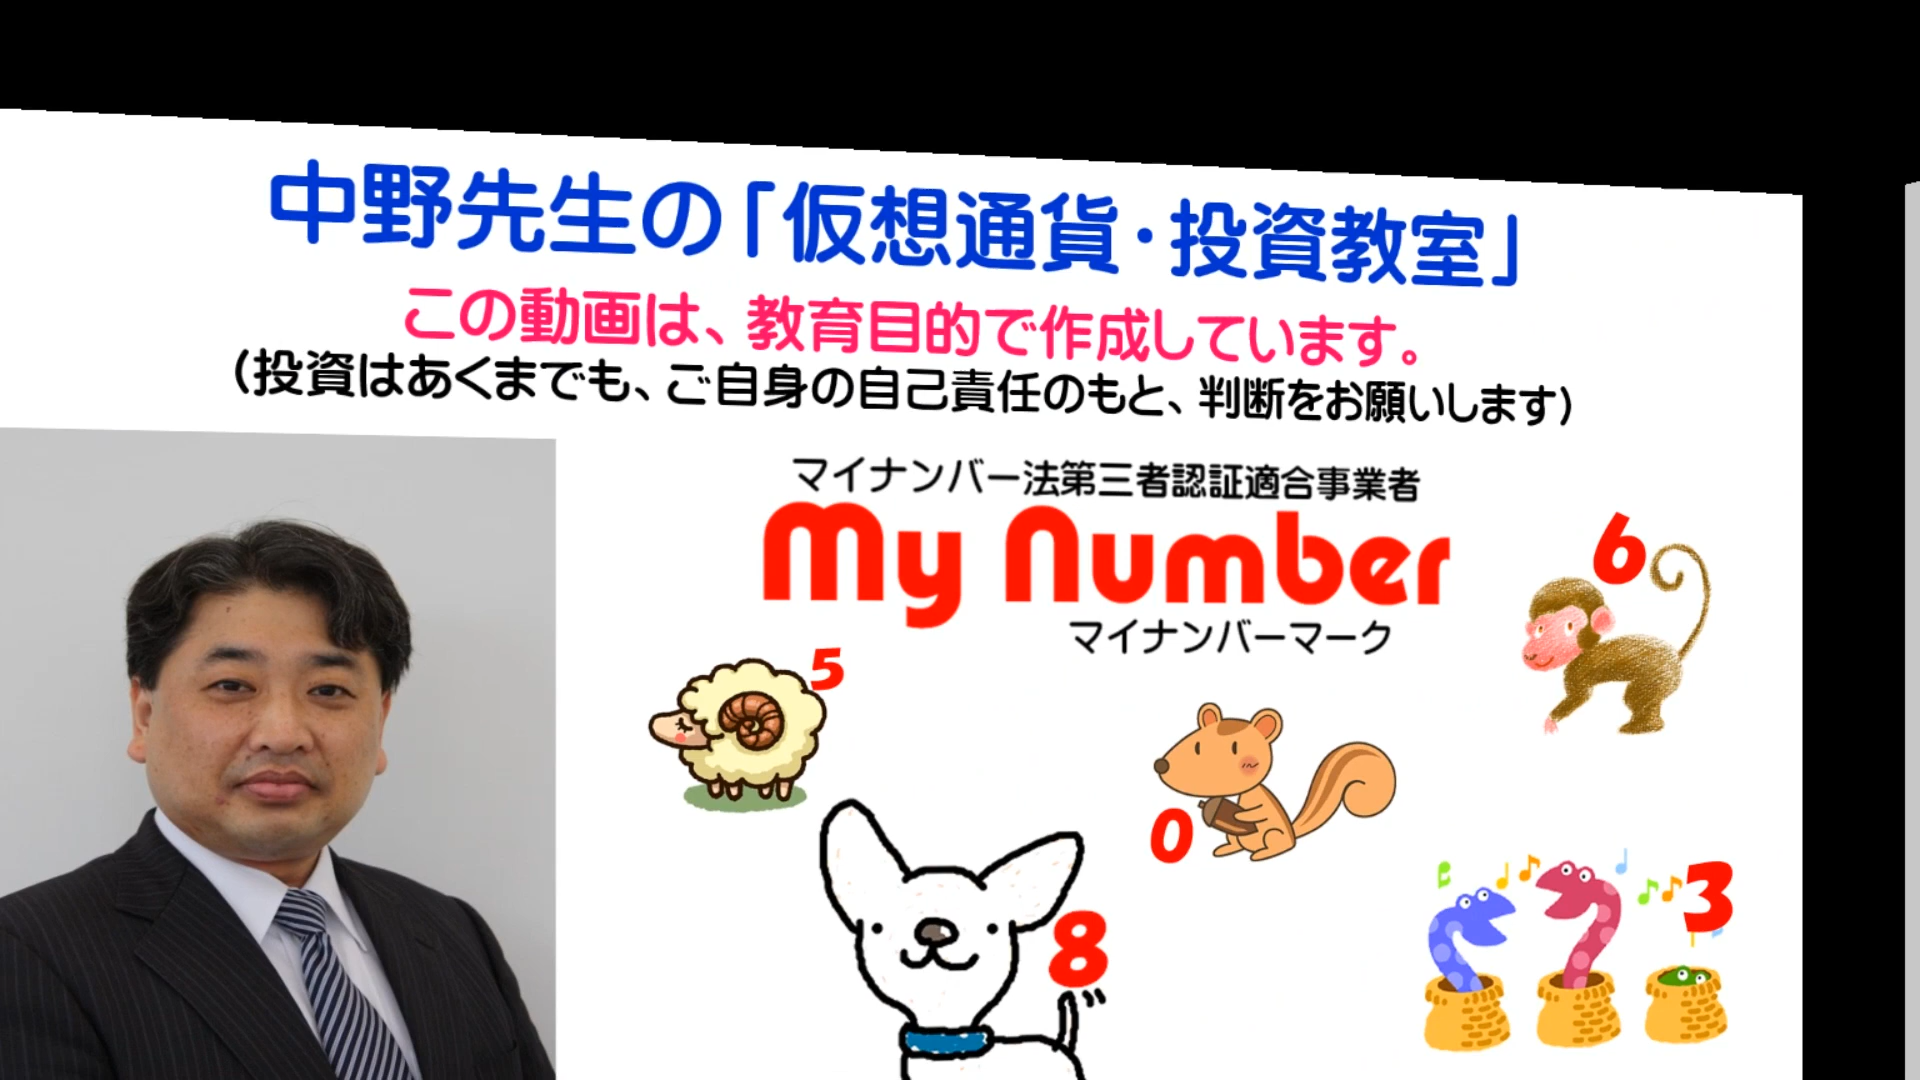 中野先生の「仮想通貨・投資教室」
この動画は、教育目的で作成しています。
（投資はあくまでも、ご自身の自己責任のもと、判断をお願いします）
マイナンバー法第三者認証適合事業者
My Number
マイナンバーマーク
6
5
0
8
3